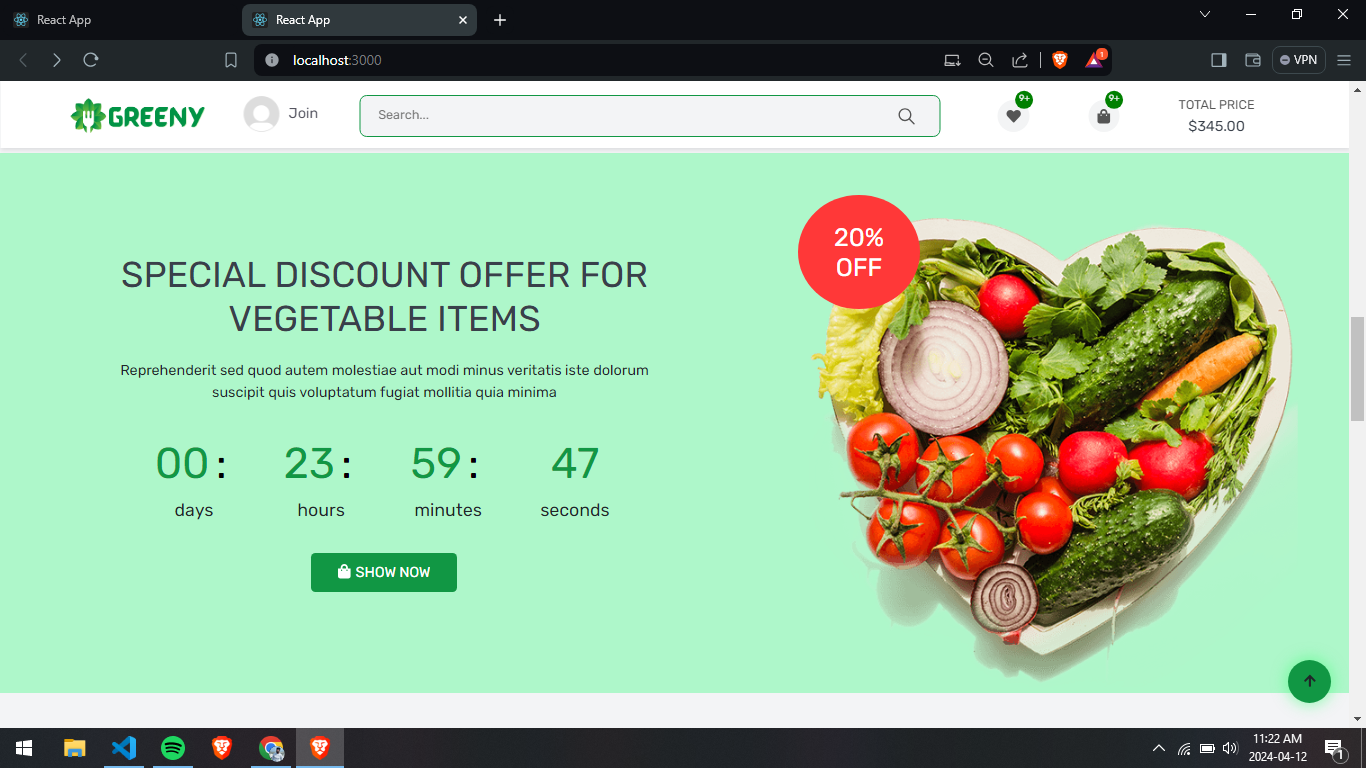 React App
React App
localhost:3000
1
VPN
GREENY
Join
Search...
9+
9+
TOTAL PRICE
$345.00
20%
OFF
SPECIAL DISCOUNT OFFER FOR
VEGETABLE ITEMS
Reprehenderit sed quod autem molestiae aut modi minus veritatis iste dolorum
suscipit quis voluptatum fugiat mollitia quia minima
00 : 23 : 59 : 47
days hours minutes seconds
SHOW NOW
11:22 AM
2024-04-12
1